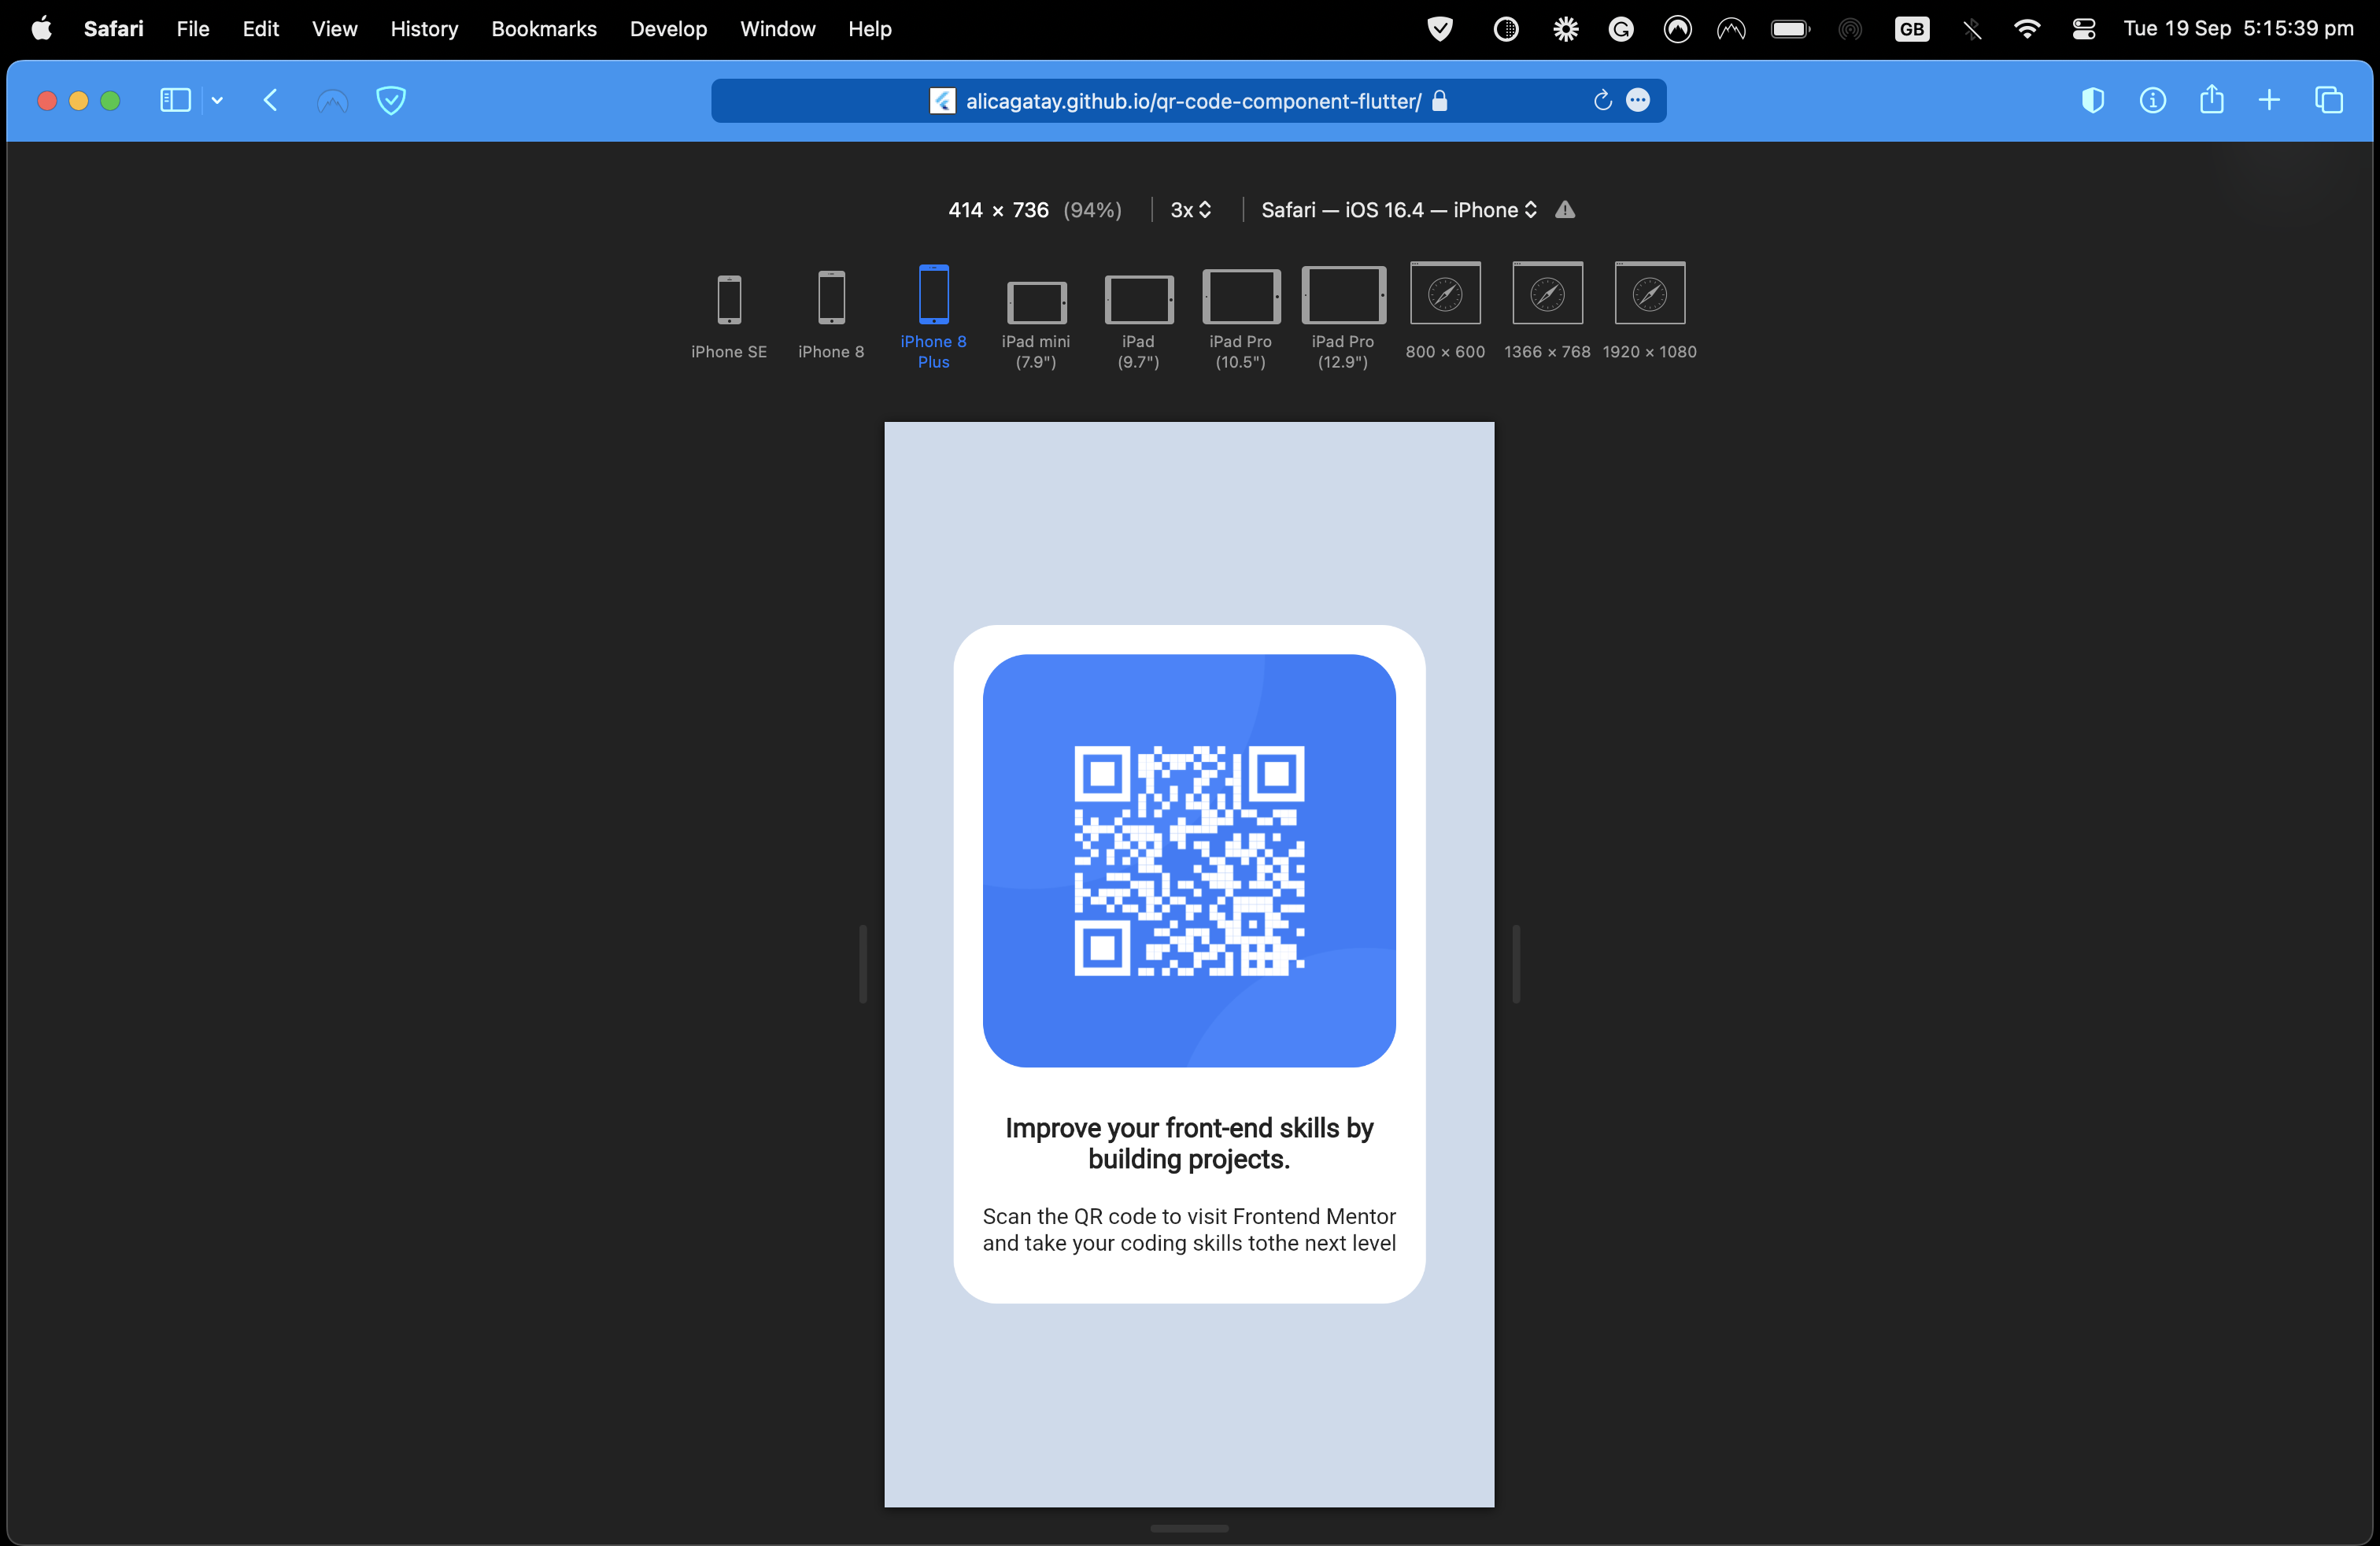 Safari File Edit View History Bookmarks Develop Window Help GB Tue 19 Sep 5:15:39 pm
alicagatay.github.io/qr-code-component-flutter/
414 × 736 (94%) 3x Safari — iOS 16.4 — iPhone
iPhone SE
iPhone 8
iPhone 8
Plus
iPad mini
(7.9")
iPad
(9.7")
iPad Pro
(10.5")
iPad Pro
(12.9")
800 × 600
1366 × 768
1920 × 1080
Improve your front-end skills by
building projects.
Scan the QR code to visit Frontend Mentor
and take your coding skills tothe next level